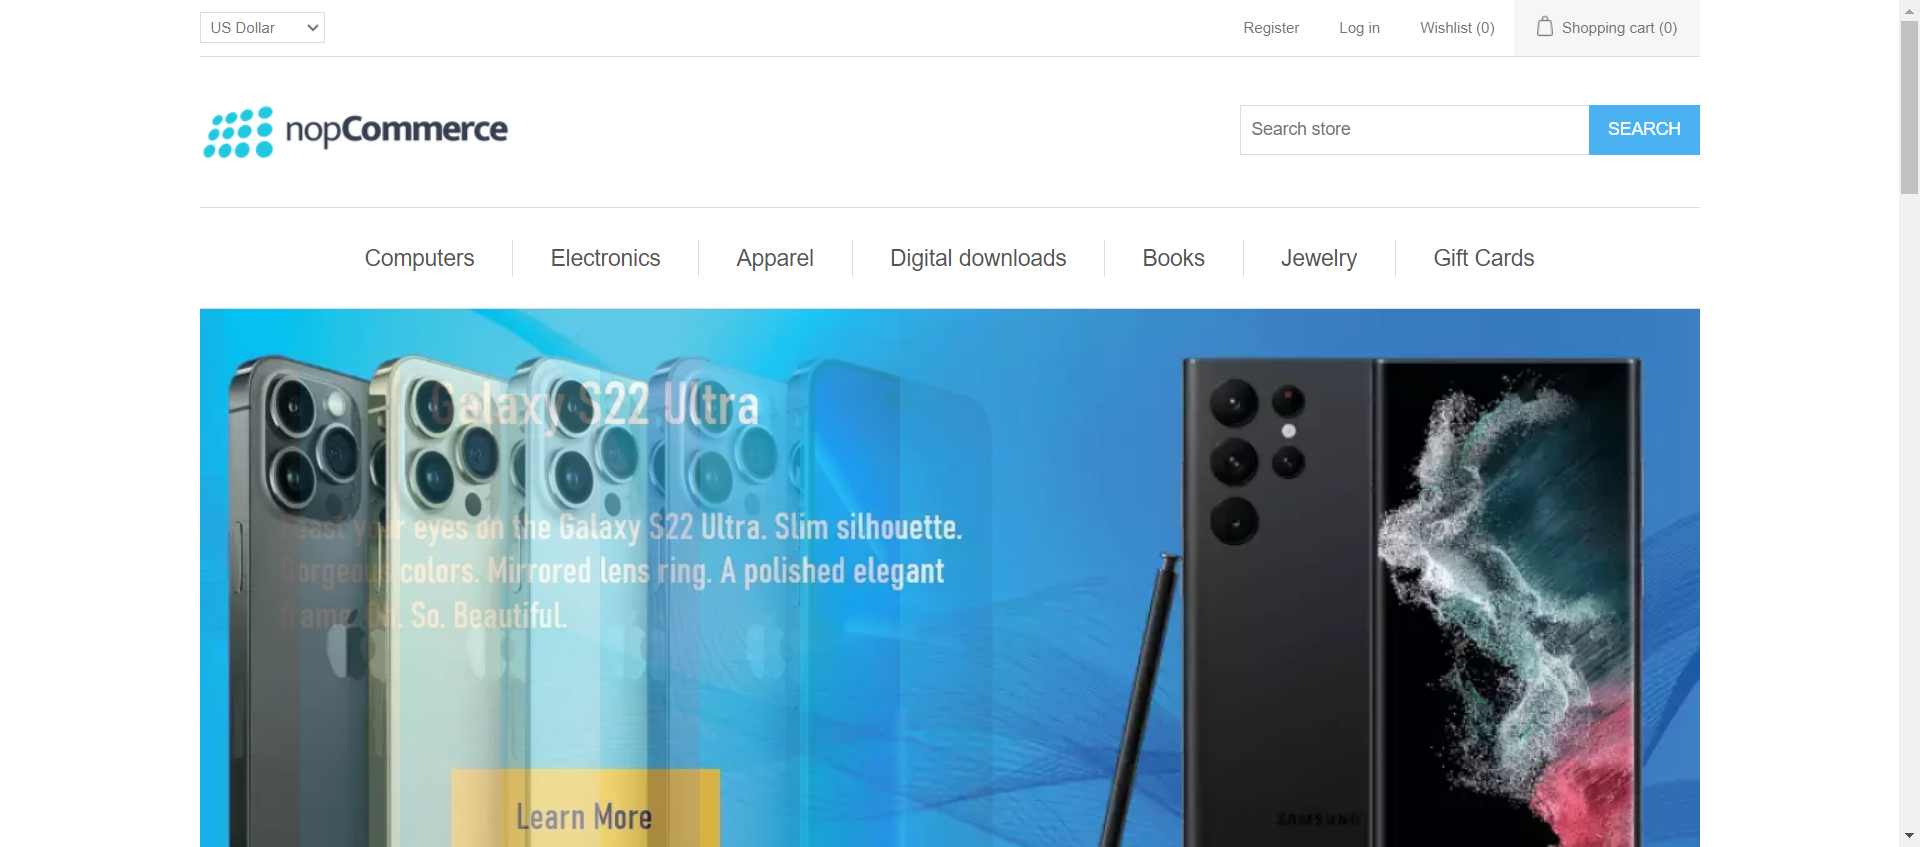 US Dollar
Register
Log in
Wishlist (0)
Shopping cart (0)
nopCommerce
Search store
SEARCH
Computers
Electronics
Apparel
Digital downloads
Books
Jewelry
Gift Cards
Galaxy S22 Ultra
Feast your eyes on the Galaxy S22 Ultra. Slim silhouette.
Gorgeous colors. Mirrored lens ring. A polished elegant
frame. Oh. So. Beautiful.
Learn More
SAMSUNG